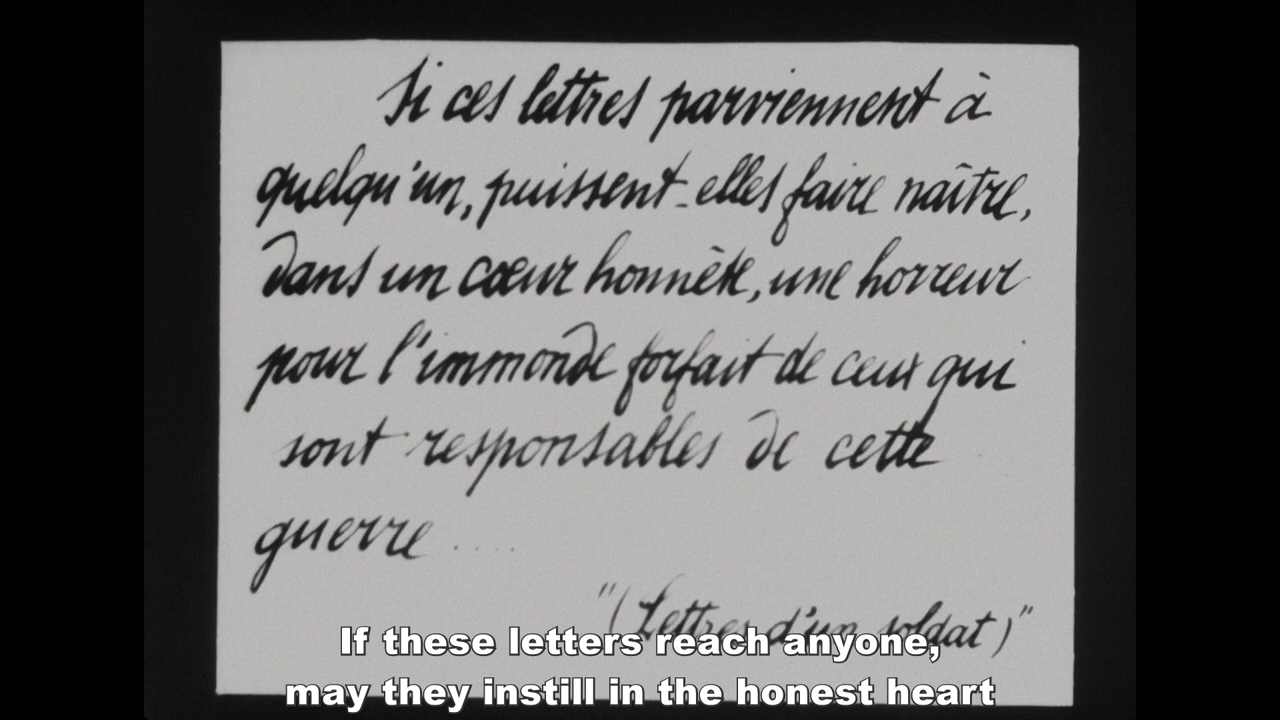 Si ces lettres parviennent à
quelqu'un, puissent-elles faire naître,
dans un cœur honnête, une horreur
pour l'immonde forfait de ceux qui
sont responsables de cette
guerre .....
"(Lettres d'un soldat)"
If these letters reach anyone,
may they instill in the honest heart